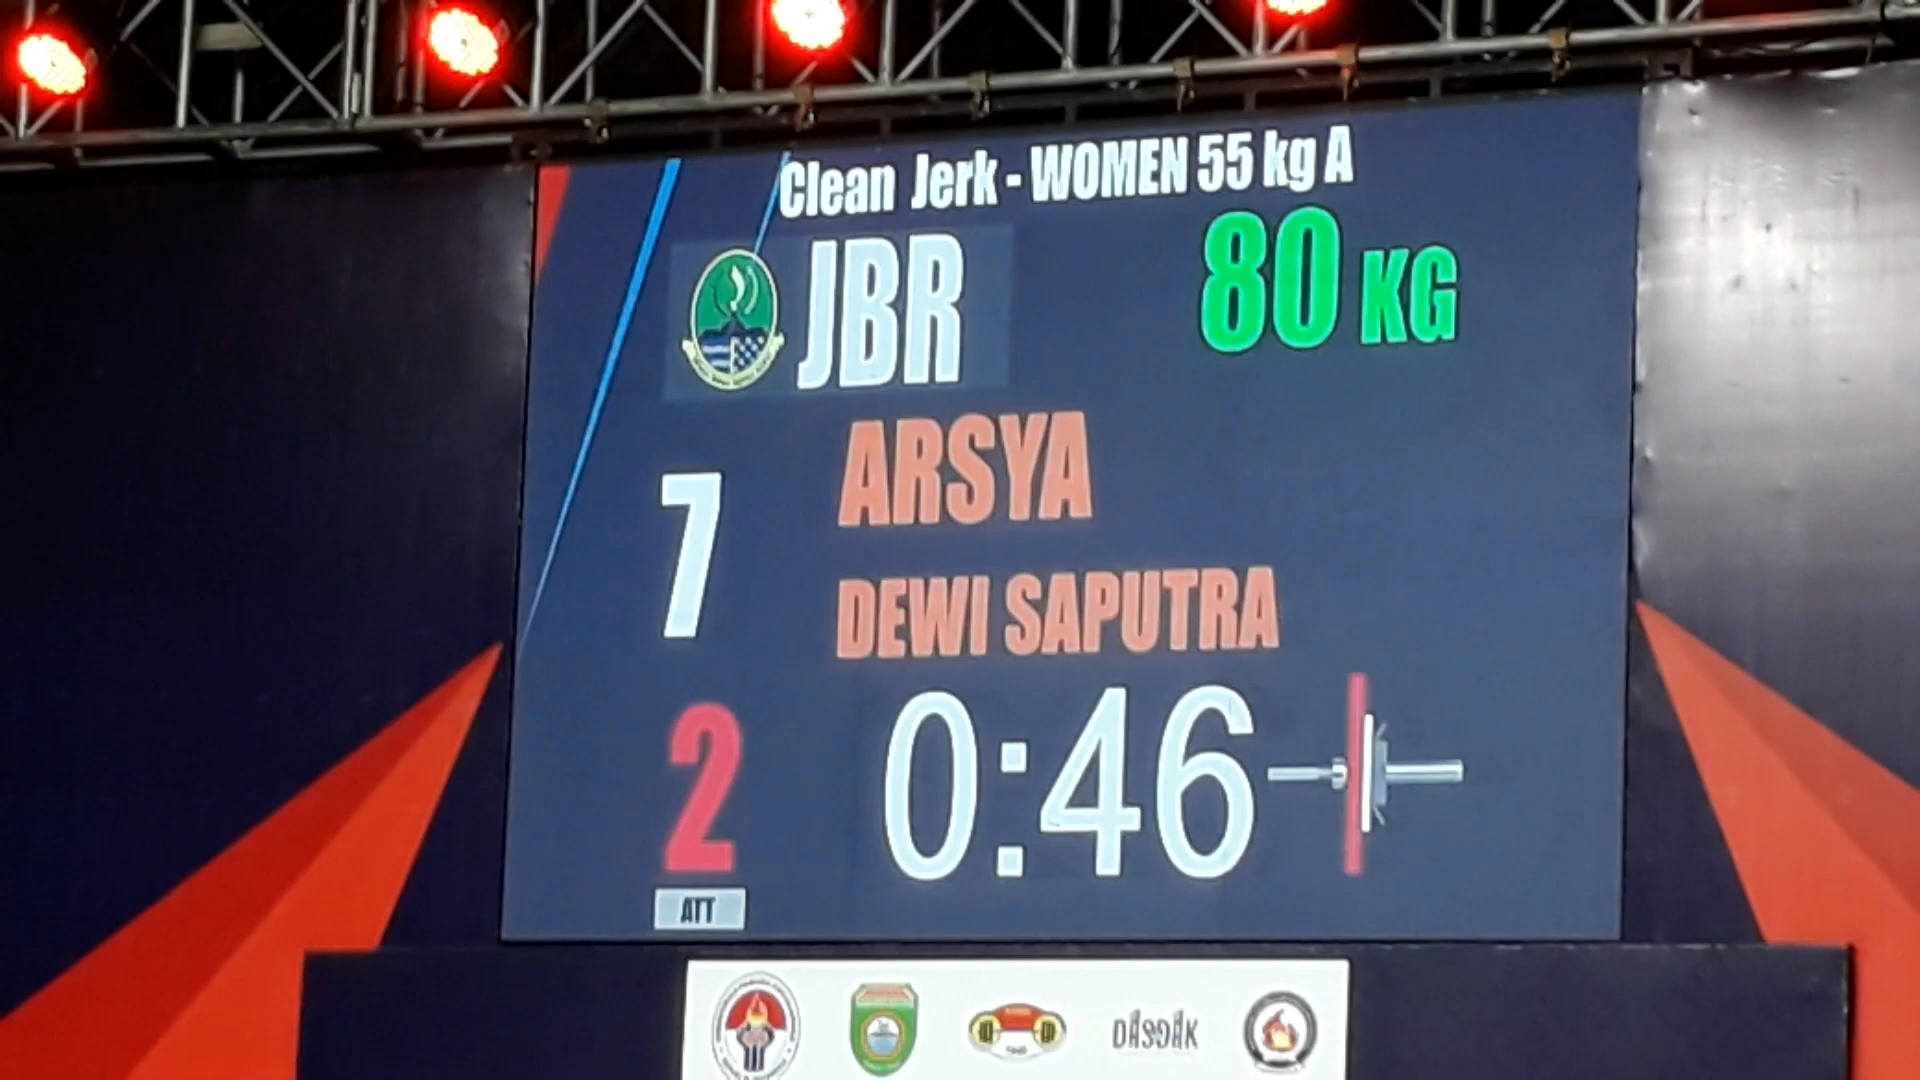 Clean Jerk - WOMEN 55 kg A
JBR
80 KG
7
ARSYA
DEWI SAPUTRA
2
0:46
ATT